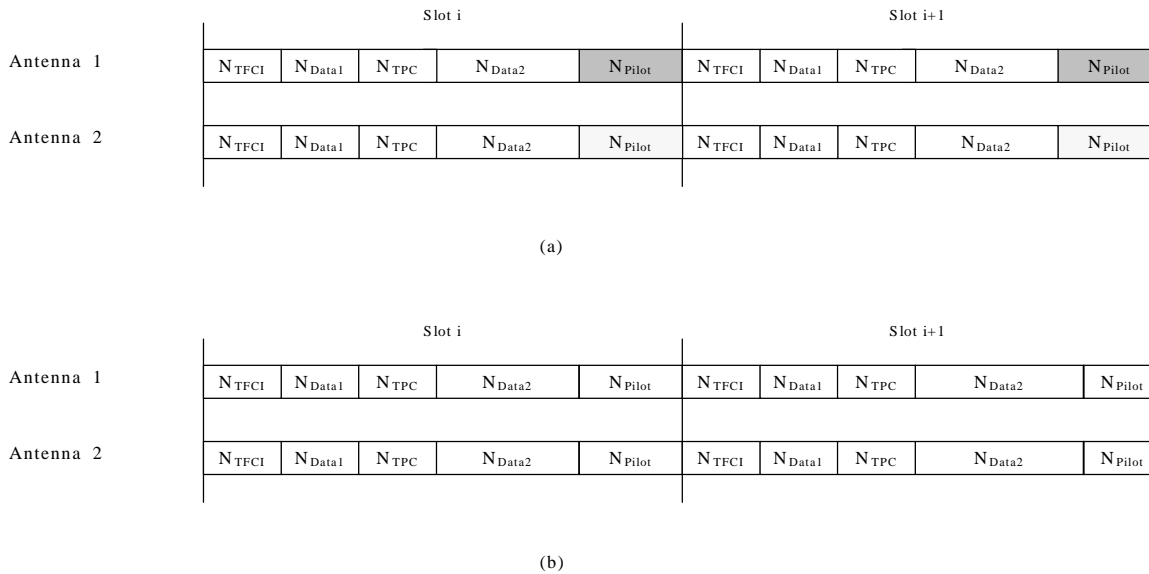 Slot i Slot i+1
Antenna 1 N TFCI N Data1 N TPC N Data2 N Pilot N TFCI N Data1 N TPC N Data2 N Pilot
Antenna 2 N TFCI N Data1 N TPC N Data2 N Pilot N TFCI N Data1 N TPC N Data2 N Pilot
(a)
Slot i Slot i+1
Antenna 1 N TFCI N Data1 N TPC N Data2 N Pilot N TFCI N Data1 N TPC N Data2 N Pilot
Antenna 2 N TFCI N Data1 N TPC N Data2 N Pilot N TFCI N Data1 N TPC N Data2 N Pilot
(b)